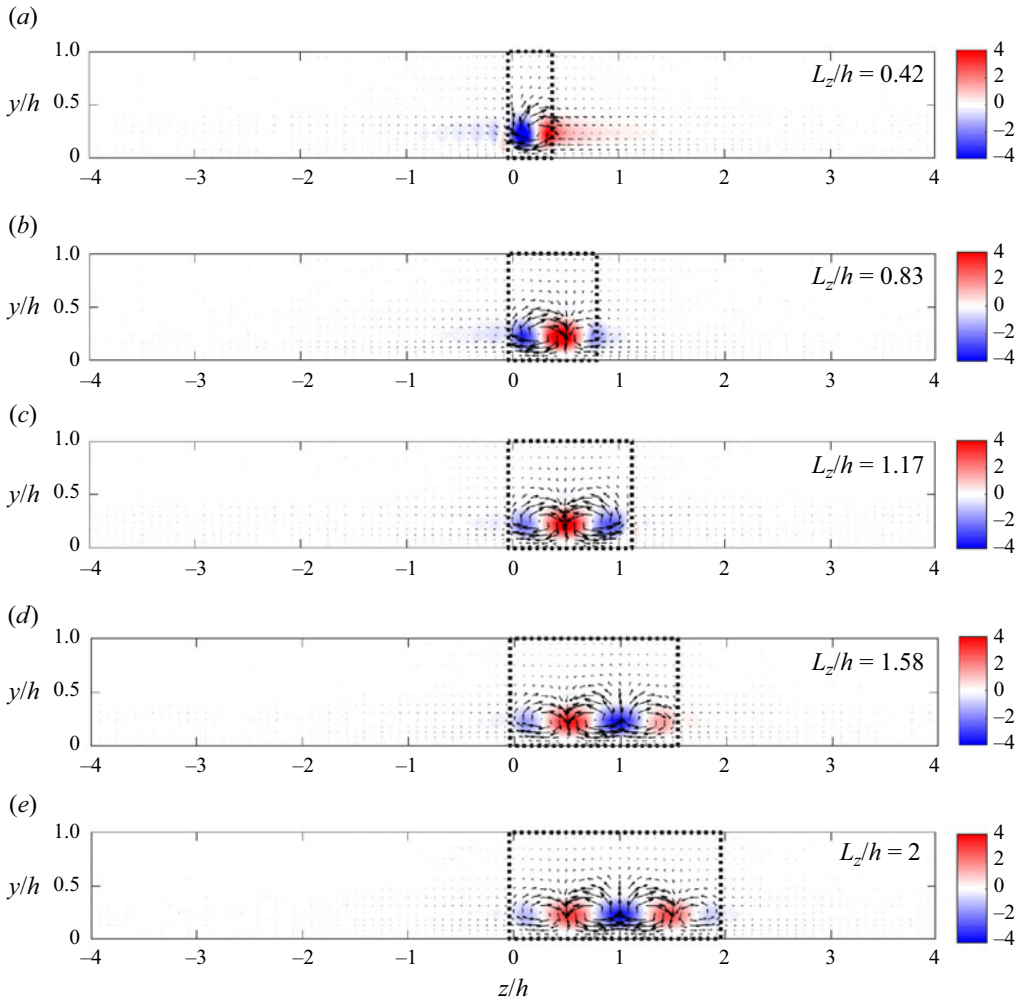 (a)
1.0
y/h 0.5
0
L_z/h = 0.42
4
2
0
–2
–4
–4 –3 –2 –1 0 1 2 3 4
(b)
1.0
y/h 0.5
0
L_z/h = 0.83
4
2
0
–2
–4
–4 –3 –2 –1 0 1 2 3 4
(c)
1.0
y/h 0.5
0
L_z/h = 1.17
4
2
0
–2
–4
–4 –3 –2 –1 0 1 2 3 4
(d)
1.0
y/h 0.5
0
L_z/h = 1.58
4
2
0
–2
–4
–4 –3 –2 –1 0 1 2 3 4
(e)
1.0
y/h 0.5
0
L_z/h = 2
4
2
0
–2
–4
–4 –3 –2 –1 0 1 2 3 4
z/h